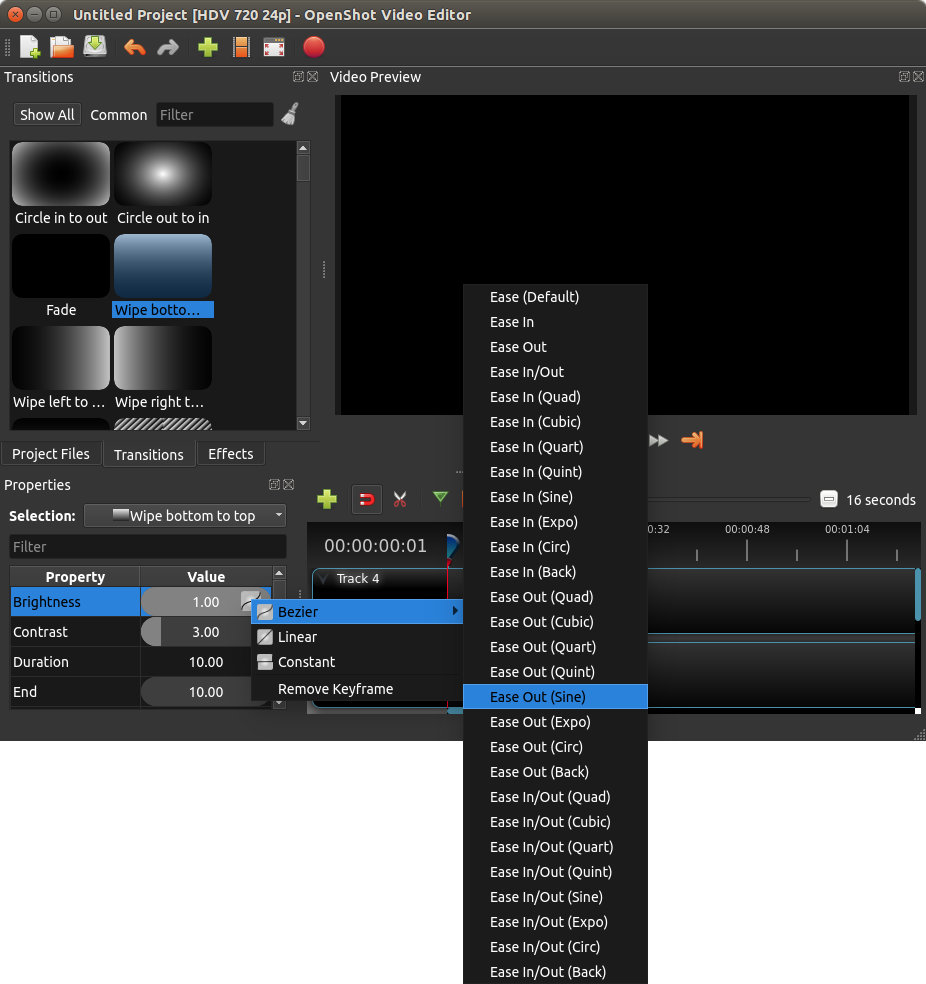 Untitled Project [HDV 720 24p] - OpenShot Video Editor
Transitions
Video Preview
Show All
Common
Filter
Circle in to out
Circle out to in
Fade
Wipe botto...
Wipe left to ...
Wipe right t...
Project Files
Transitions
Effects
Properties
Selection:
Wipe bottom to top
Filter
Property
Value
Brightness
1.00
Contrast
3.00
Duration
10.00
End
10.00
Bezier
Linear
Constant
Remove Keyframe
Ease (Default)
Ease In
Ease Out
Ease In/Out
Ease In (Quad)
Ease In (Cubic)
Ease In (Quart)
Ease In (Quint)
Ease In (Sine)
Ease In (Expo)
Ease In (Circ)
Ease In (Back)
Ease Out (Quad)
Ease Out (Cubic)
Ease Out (Quart)
Ease Out (Quint)
Ease Out (Sine)
Ease Out (Expo)
Ease Out (Circ)
Ease Out (Back)
Ease In/Out (Quad)
Ease In/Out (Cubic)
Ease In/Out (Quart)
Ease In/Out (Quint)
Ease In/Out (Sine)
Ease In/Out (Expo)
Ease In/Out (Circ)
Ease In/Out (Back)
16 seconds
00:00:00:01
:32
00:00:48
00:01:04
Track 4